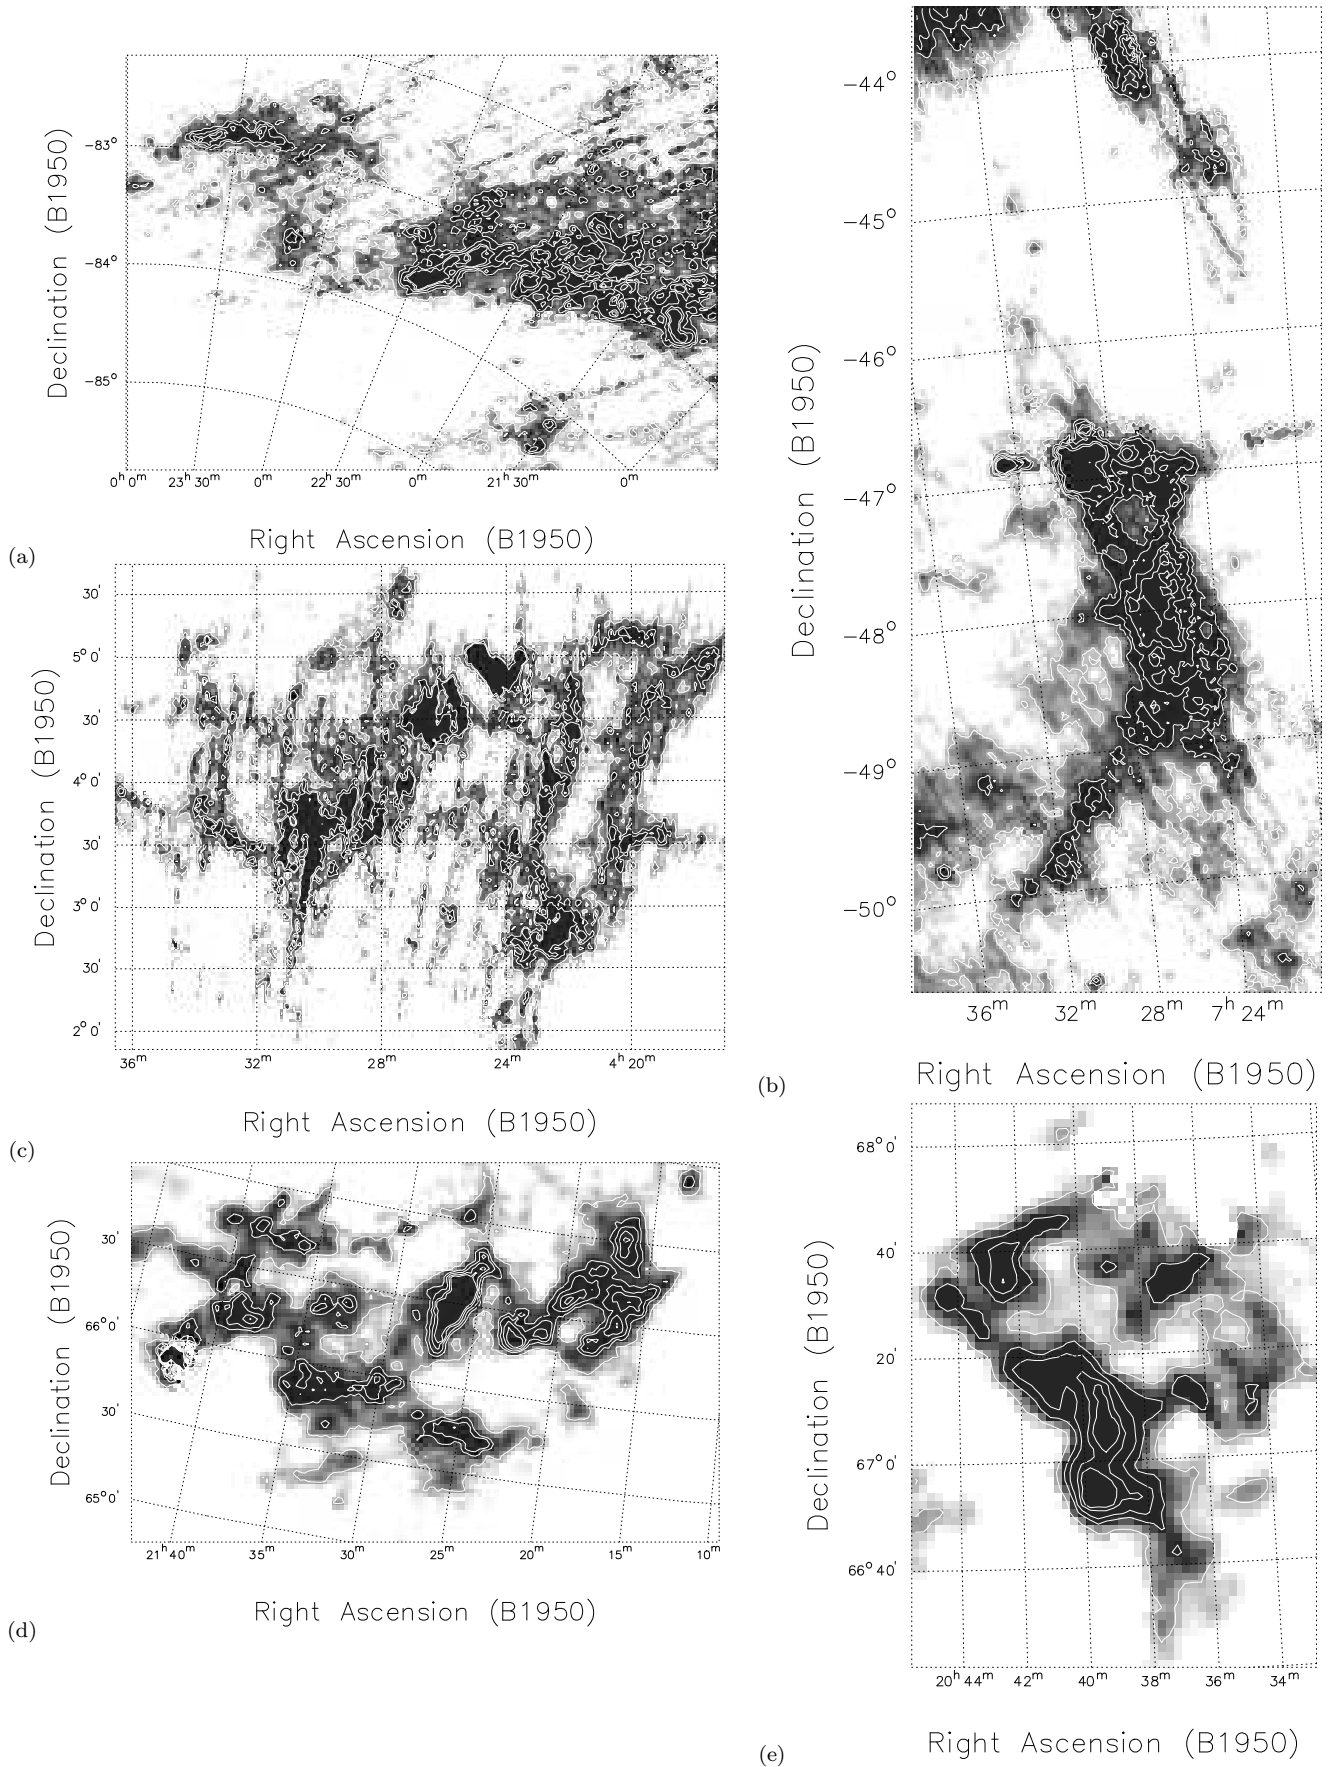 Declination (B1950)
−83°
−84°
−85°
0ʰ 0ᵐ 23ʰ 30ᵐ 0ᵐ 22ʰ 30ᵐ 0ᵐ 21ʰ 30ᵐ 0ᵐ
Right Ascension (B1950)
(a)
Declination (B1950)
−44°
−45°
−46°
−47°
−48°
−49°
−50°
36ᵐ 32ᵐ 28ᵐ 7ʰ 24ᵐ
Right Ascension (B1950)
(b)
Declination (B1950)
30'
5° 0'
30'
4° 0'
30'
3° 0'
30'
2° 0'
36ᵐ 32ᵐ 28ᵐ 24ᵐ 4ʰ 20ᵐ
Right Ascension (B1950)
(c)
Declination (B1950)
30'
66° 0'
30'
65° 0'
21ʰ 40ᵐ 35ᵐ 30ᵐ 25ᵐ 20ᵐ 15ᵐ 10ᵐ
Right Ascension (B1950)
(d)
Declination (B1950)
68° 0'
40'
20'
67° 0'
66° 40'
20ʰ 44ᵐ 42ᵐ 40ᵐ 38ᵐ 36ᵐ 34ᵐ
Right Ascension (B1950)
(e)